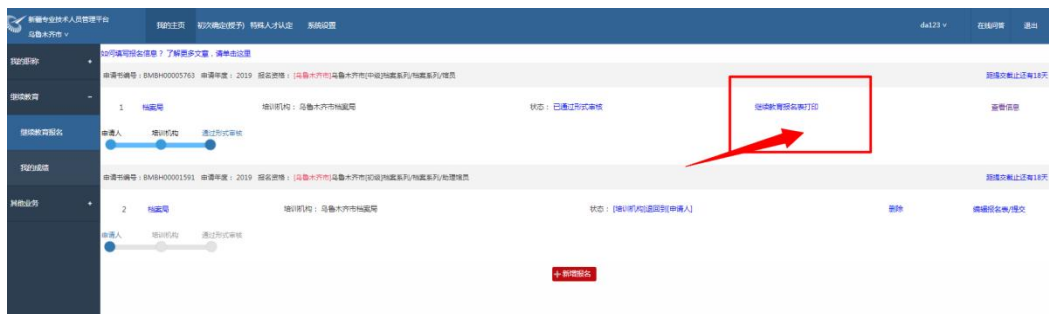 新疆专业技术人员管理平台
乌鲁木齐市
我的主页 初次确定(授予) 特殊人才认定 系统设置
da123 在线问答 退出
我的职称 +
如何填写报名信息？了解更多文章，请单击这里
申请书编号：BMBH00005763 申请年度：2019 报名资格：[乌鲁木齐市]乌鲁木齐市[中级]档案系列/档案系列/馆员 距提交截止还有18天
继续教育 -
1 档案局 培训机构：乌鲁木齐市档案局 状态：已通过形式审核 继续教育报名表打印 查看信息
继续教育报名
申请人 培训机构 通过形式审核
我的成绩
申请书编号：BMBH00001591 申请年度：2019 报名资格：[乌鲁木齐市]乌鲁木齐市[初级]档案系列/档案系列/助理馆员 距提交截止还有18天
其他业务 +
2 档案局 培训机构：乌鲁木齐市档案局 状态：[培训机构]退回到[申请人] 删除 编辑报名表/提交
申请人 培训机构 通过形式审核
+新增报名